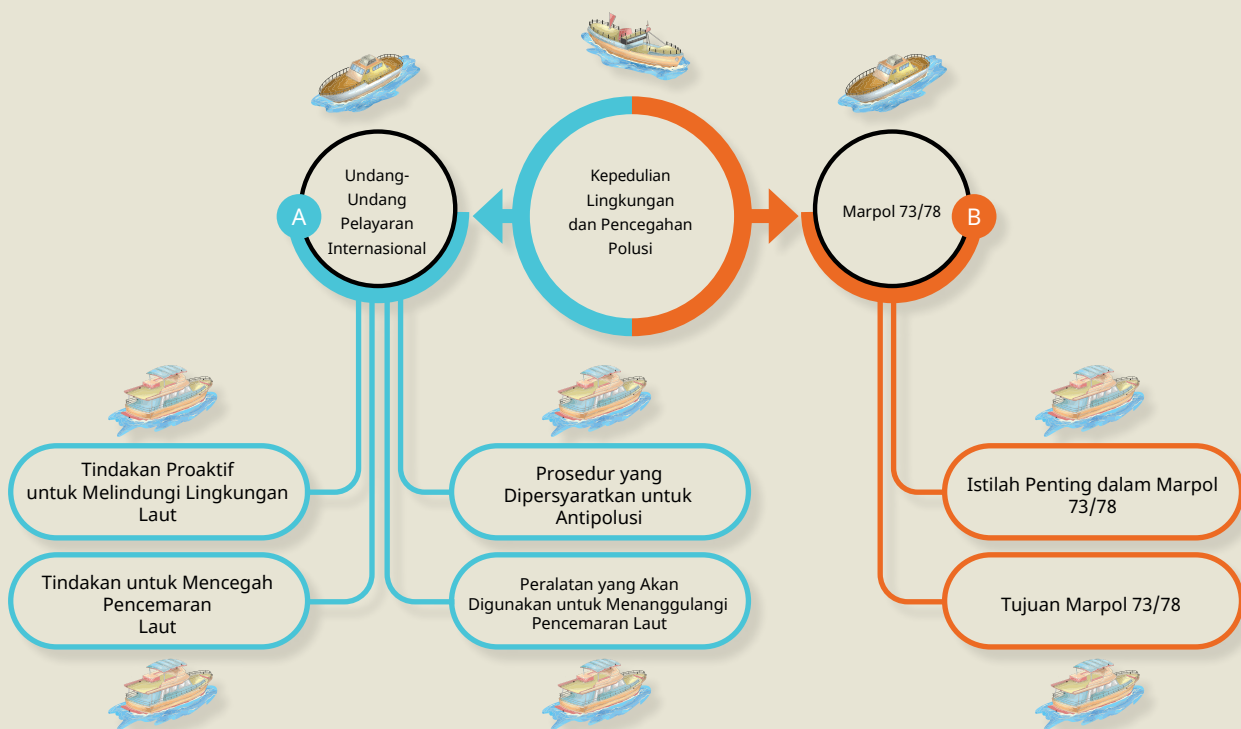 Kepedulian
Lingkungan
dan Pencegahan
Polusi
A
Undang-
Undang
Pelayaran
Internasional
Marpol 73/78
B
Tindakan Proaktif
untuk Melindungi Lingkungan
Laut
Prosedur yang
Dipersyaratkan untuk
Antipolusi
Istilah Penting dalam Marpol
73/78
Tindakan untuk Mencegah
Pencemaran
Laut
Peralatan yang Akan
Digunakan untuk Menanggulangi
Pencemaran Laut
Tujuan Marpol 73/78